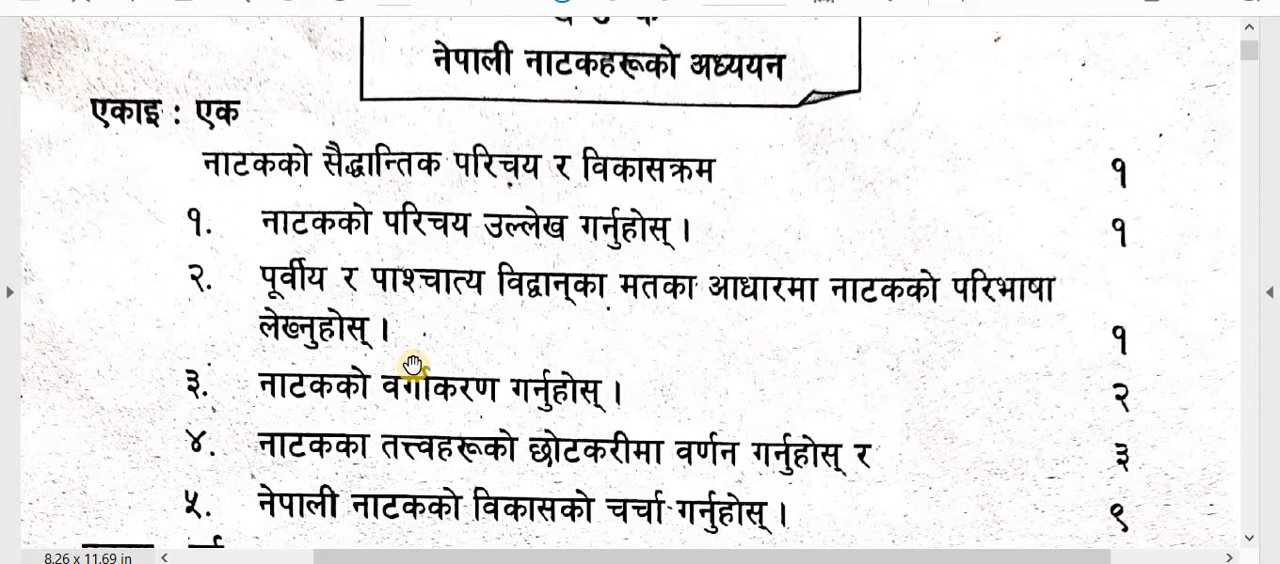 नेपाली नाटकहरूको अध्ययन
एकाइ : एक
नाटकको सैद्धान्तिक परिचय र विकासक्रम १
१. नाटकको परिचय उल्लेख गर्नुहोस् । १
२. पूर्वीय र पाश्चात्य विद्वान्‌का मतका आधारमा नाटकको परिभाषा
लेख्नुहोस् । १
३. नाटकको वर्गीकरण गर्नुहोस् । २
४. नाटकका तत्त्वहरूको छोटकरीमा वर्णन गर्नुहोस् र ३
५. नेपाली नाटकको विकासको चर्चा गर्नुहोस् । ९
8.26 x 11.69 in